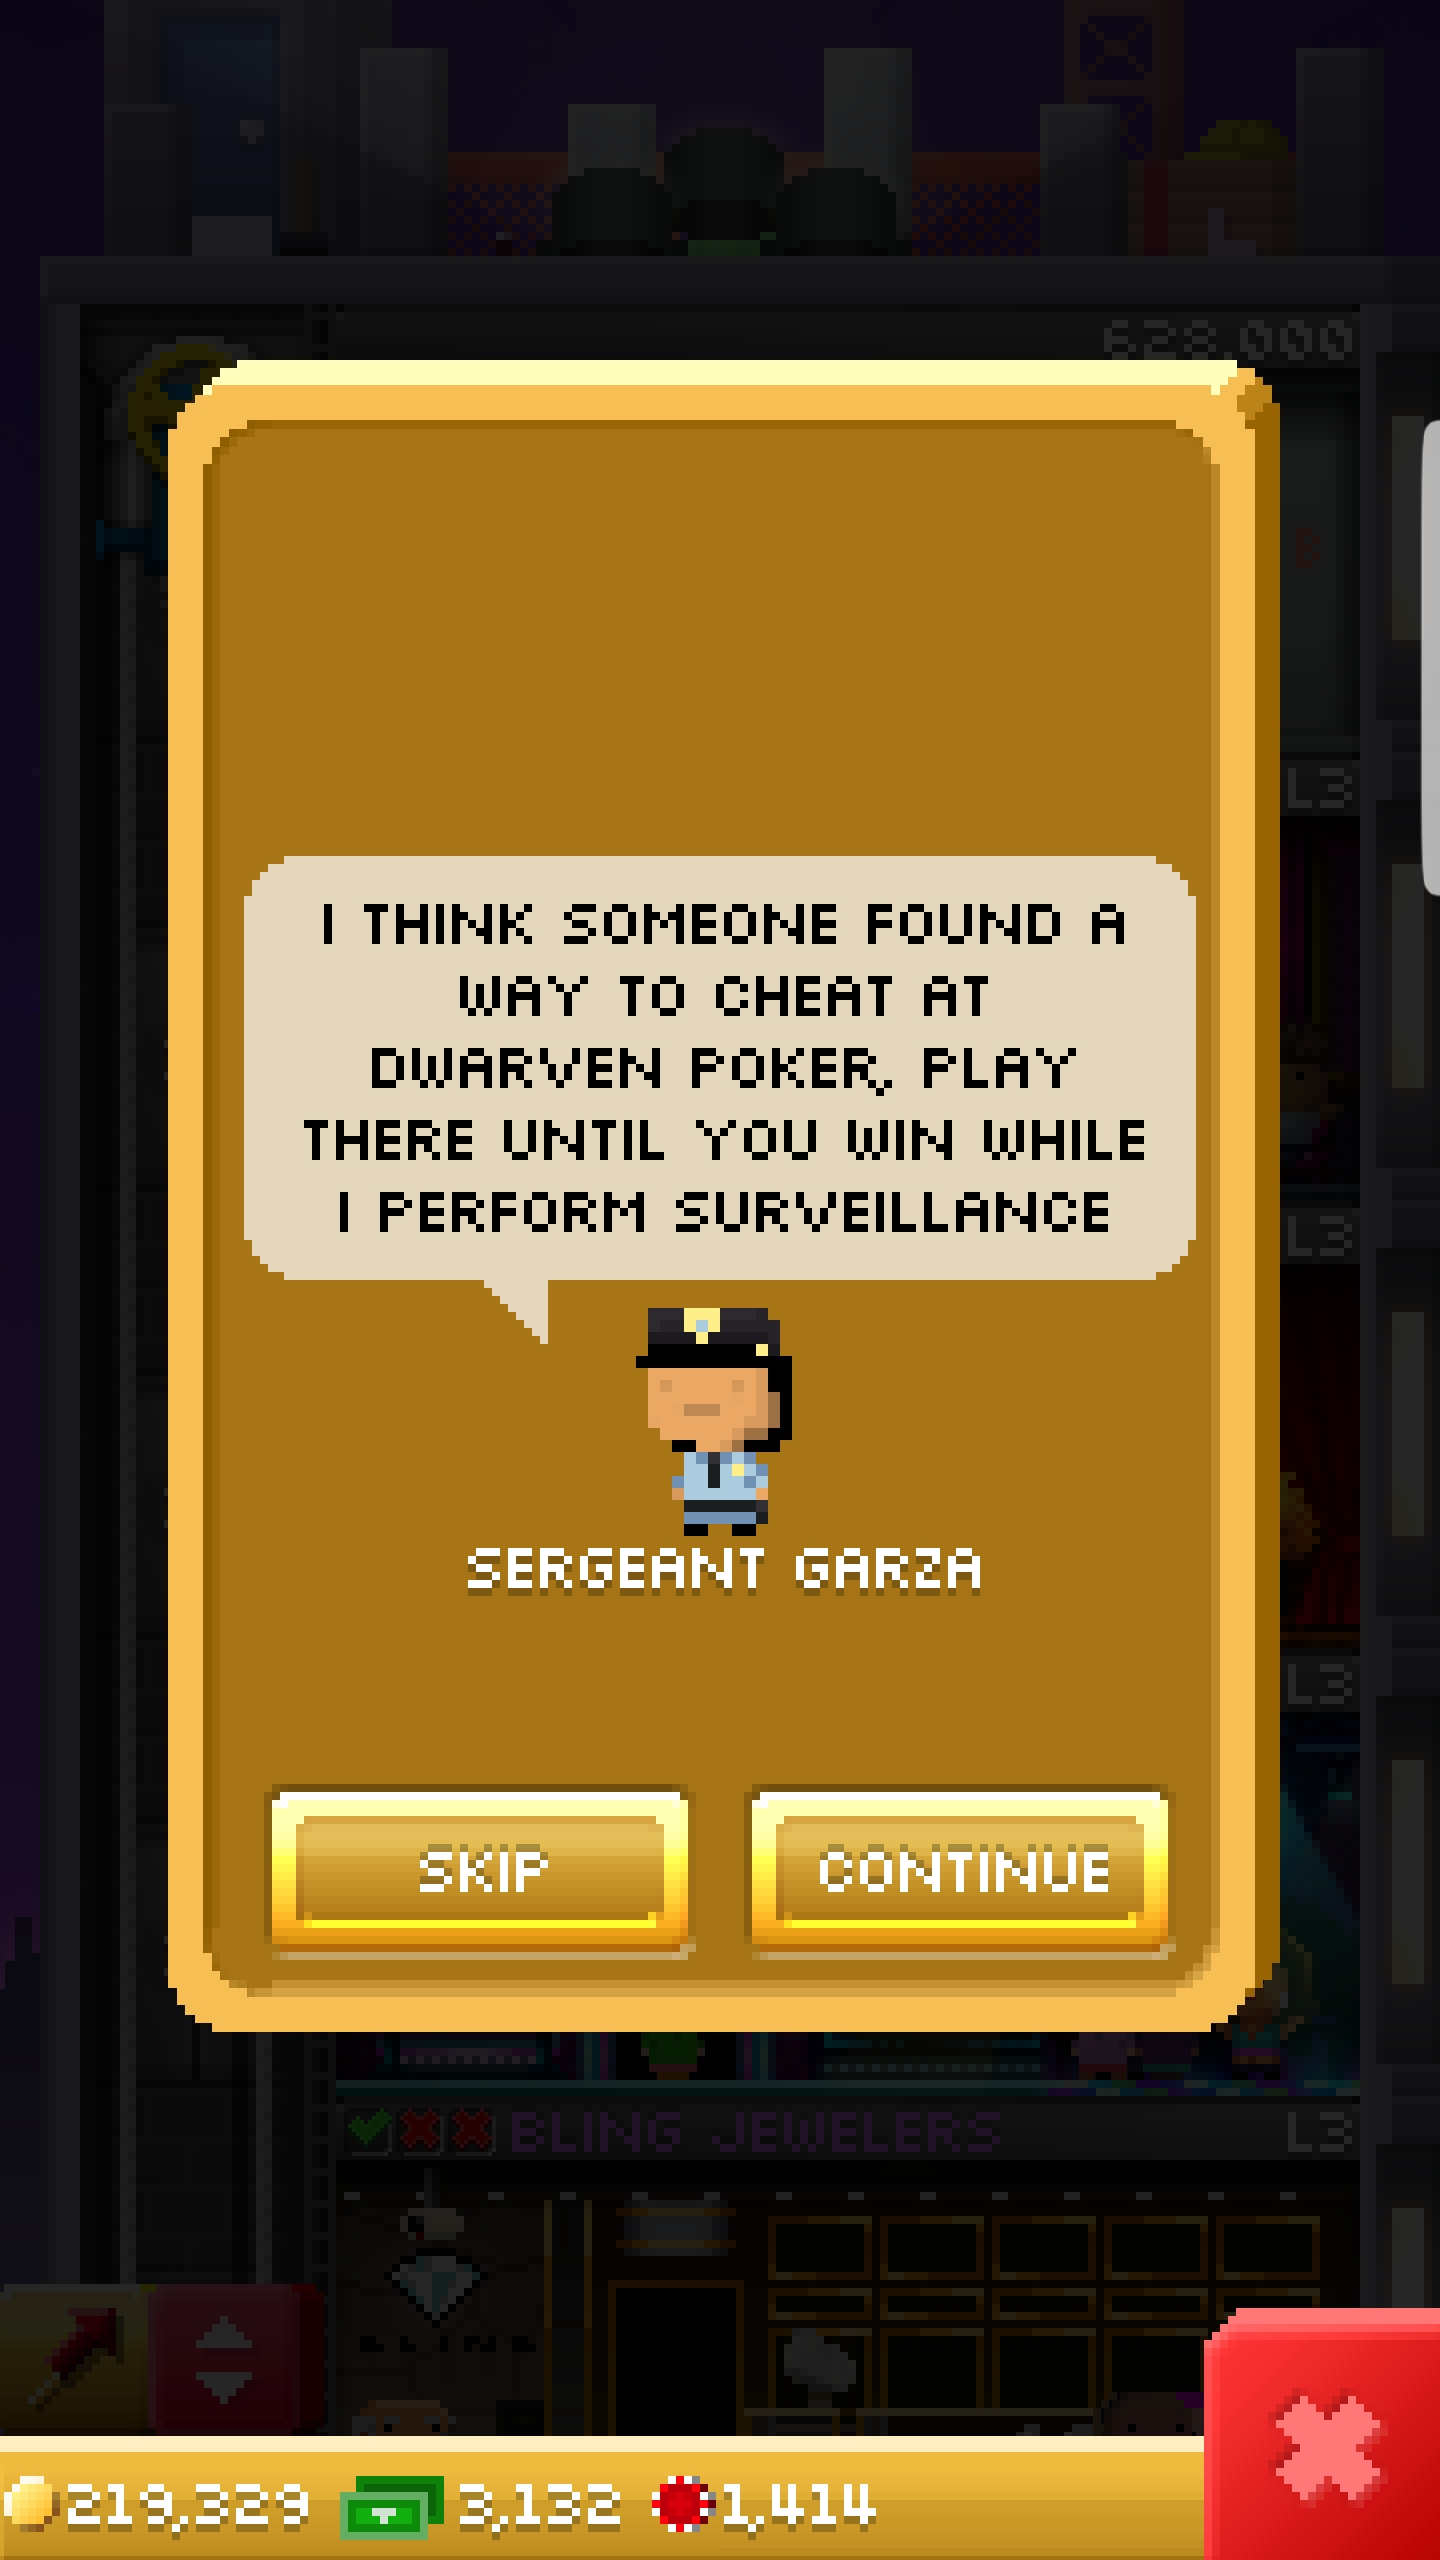 628,000
B
L3
I THINK SOMEONE FOUND A
WAY TO CHEAT AT
DWARVEN POKER, PLAY
THERE UNTIL YOU WIN WHILE
I PERFORM SURVEILLANCE
L3
SERGEANT GARZA
L3
SKIP
CONTINUE
BLING JEWELERS L3
BLING
219,329 3,132 1,414